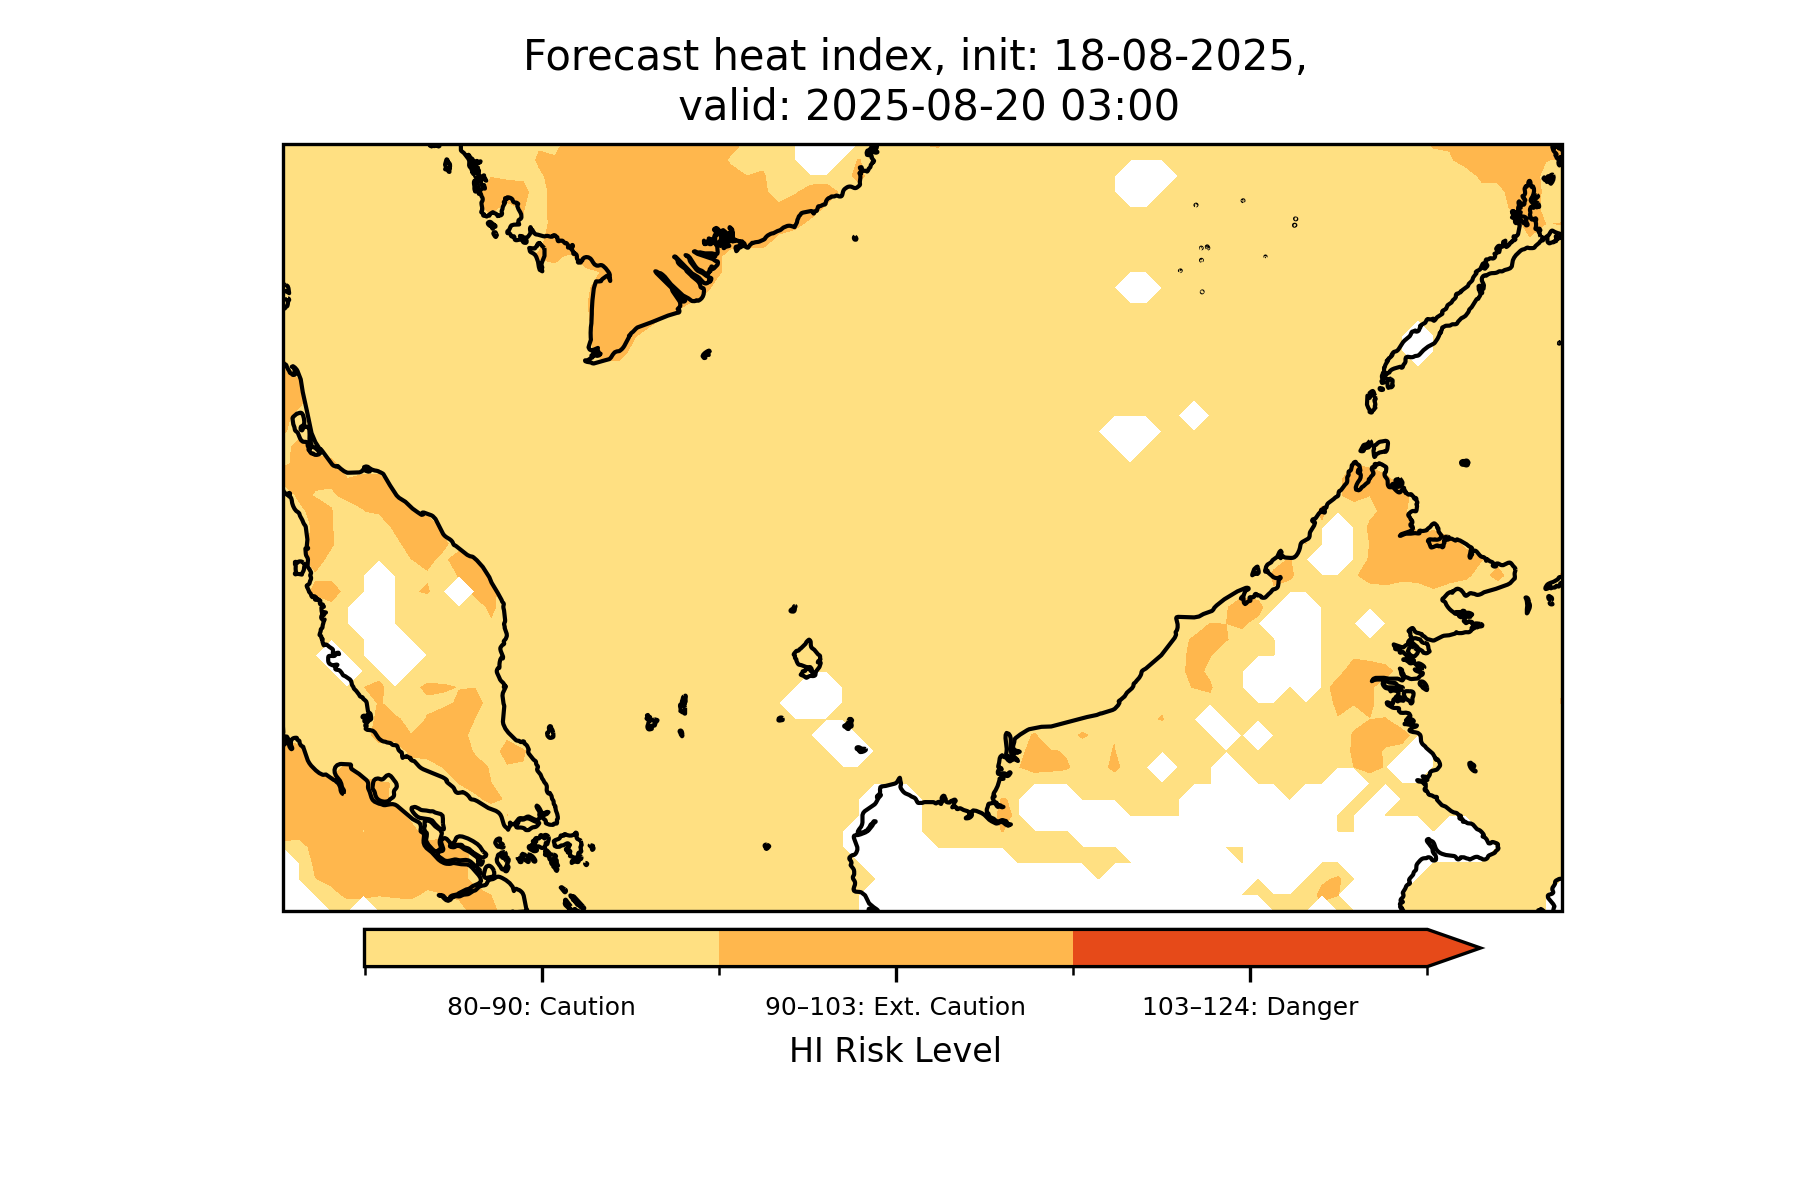 Forecast heat index, init: 18-08-2025,
valid: 2025-08-20 03:00
80–90: Caution
90–103: Ext. Caution
103–124: Danger
HI Risk Level